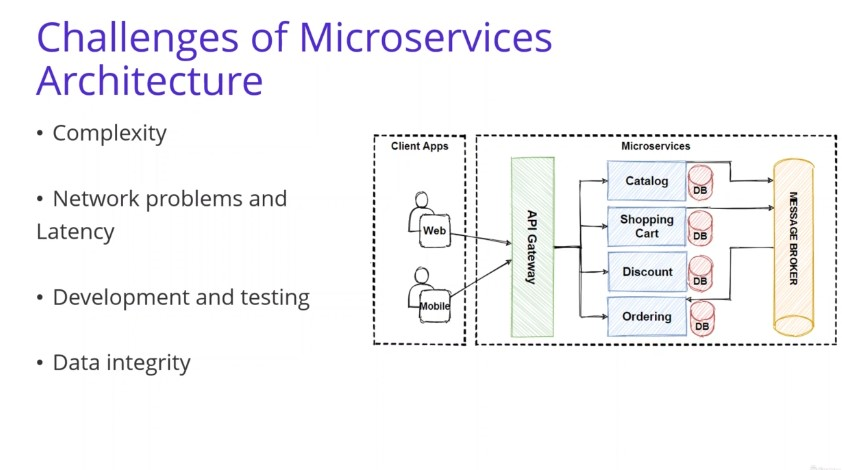 Challenges of Microservices
Architecture
• Complexity
• Network problems and
Latency
• Development and testing
• Data integrity
Client Apps
Web
Mobile
API Gateway
Microservices
Catalog
DB
Shopping
Cart
DB
Discount
DB
Ordering
DB
MESSAGE BROKER